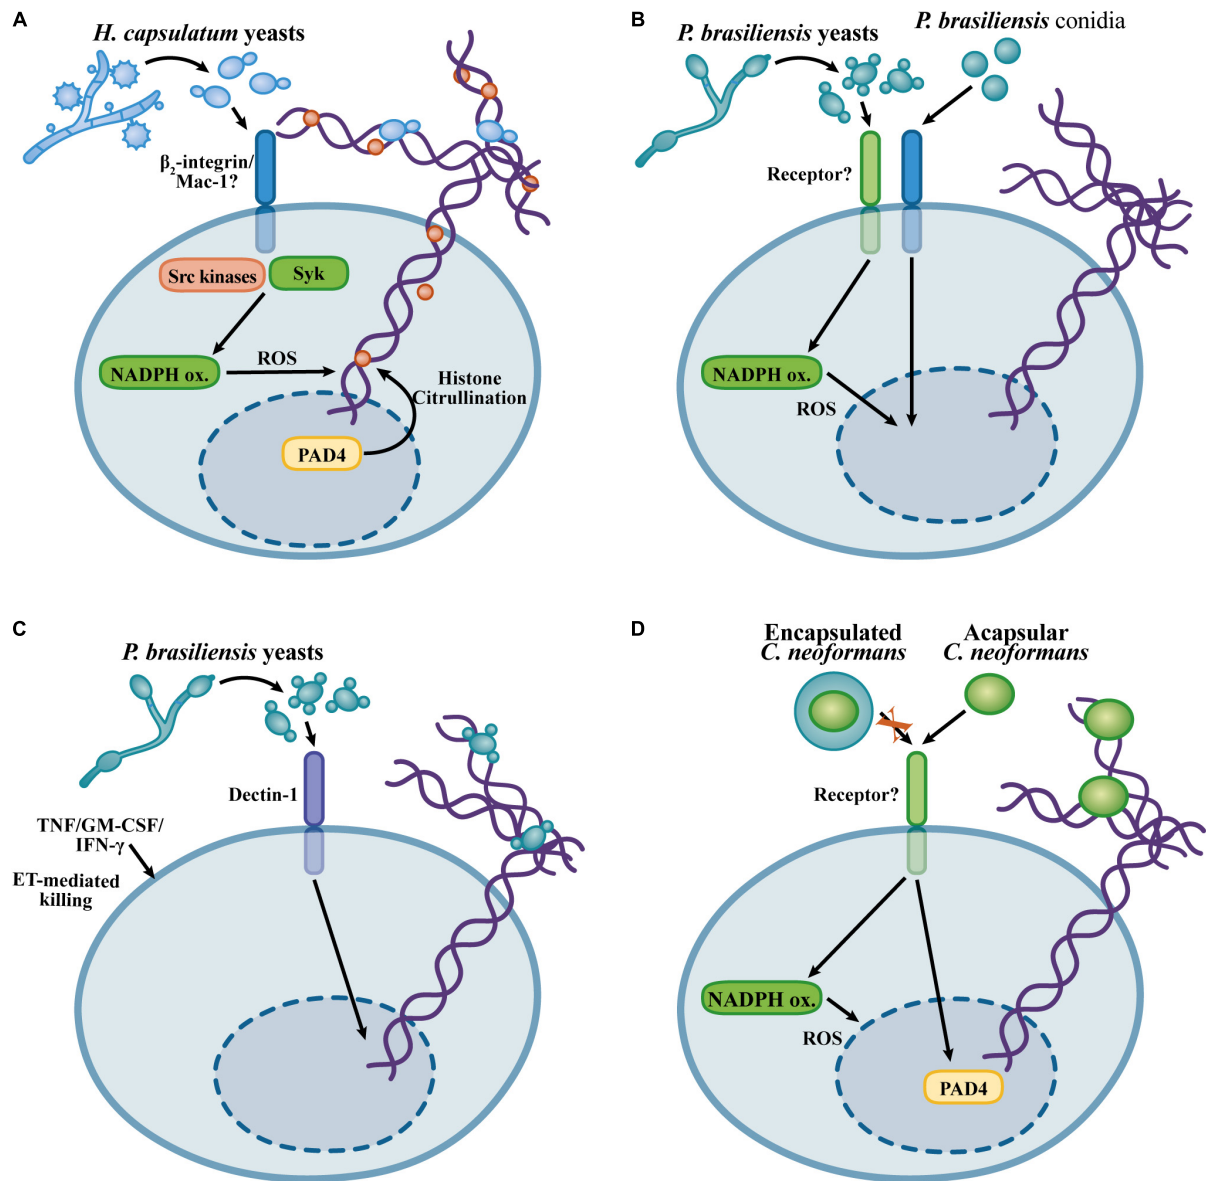 A
H. capsulatum yeasts
β2-integrin/
Mac-1?
Src kinases
Syk
NADPH ox.
ROS
Histone
Citrullination
PAD4
B
P. brasiliensis yeasts
P. brasiliensis conidia
Receptor?
NADPH ox.
ROS
C
P. brasiliensis yeasts
Dectin-1
TNF/GM-CSF/
IFN-γ
ET-mediated
killing
D
Encapsulated
C. neoformans
Acapsular
C. neoformans
Receptor?
NADPH ox.
ROS
PAD4